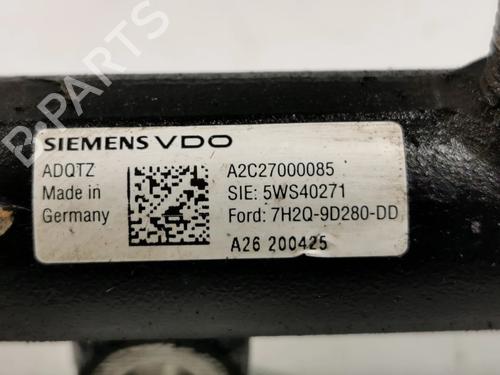 SIEMENS VDO
ADQTZ
Made in
Germany
A2C27000085
SIE: 5WS40271
Ford: 7H2Q-9D280-DD
A26 200425
B-PARTS